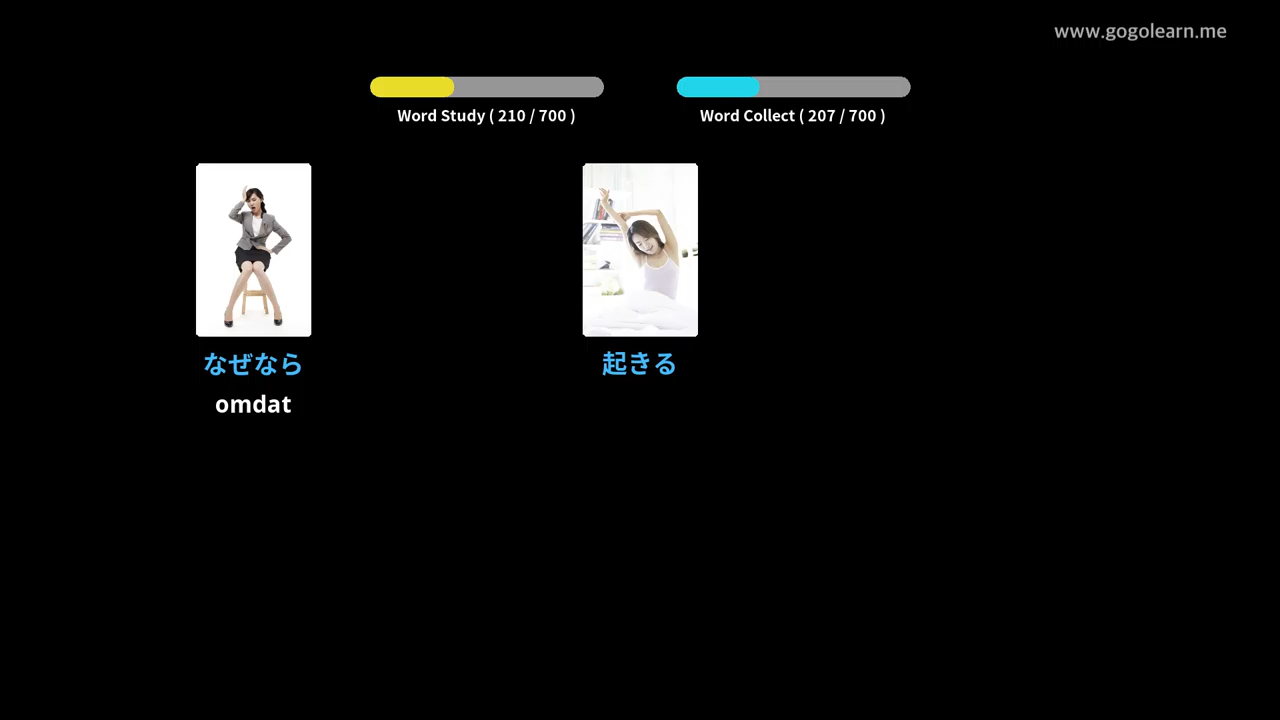 www.gogolearn.me
Word Study ( 210 / 700 )
Word Collect ( 207 / 700 )
なぜなら
omdat
起きる